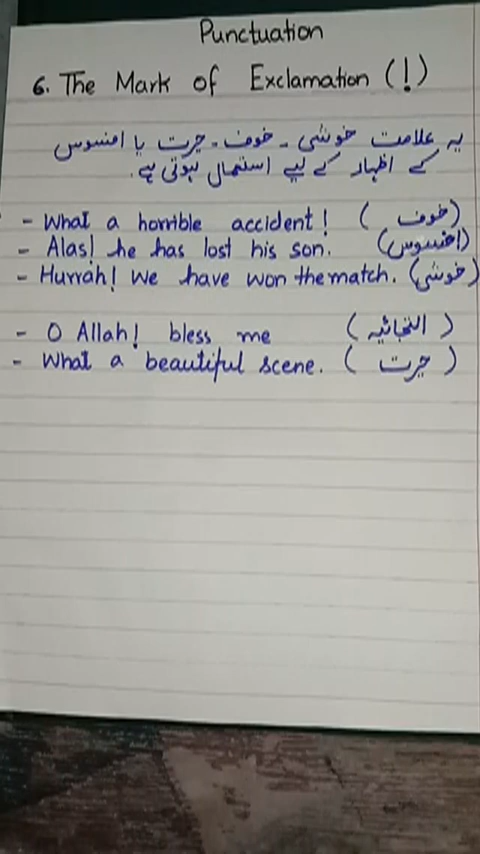 Punctuation
6. The Mark of Exclamation (!)
یہ علامت خوشی - خوف - حیرت یا افسوس
کے اظہار کے لیے استعمال ہوتی ہے.
- What a horrible accident! (خوف)
- Alas! he has lost his son. (افسوس)
- Hurrah! We have won the match. (خوشی)
- O Allah! bless me (التجائیہ)
- What a beautiful scene. (حیرت)